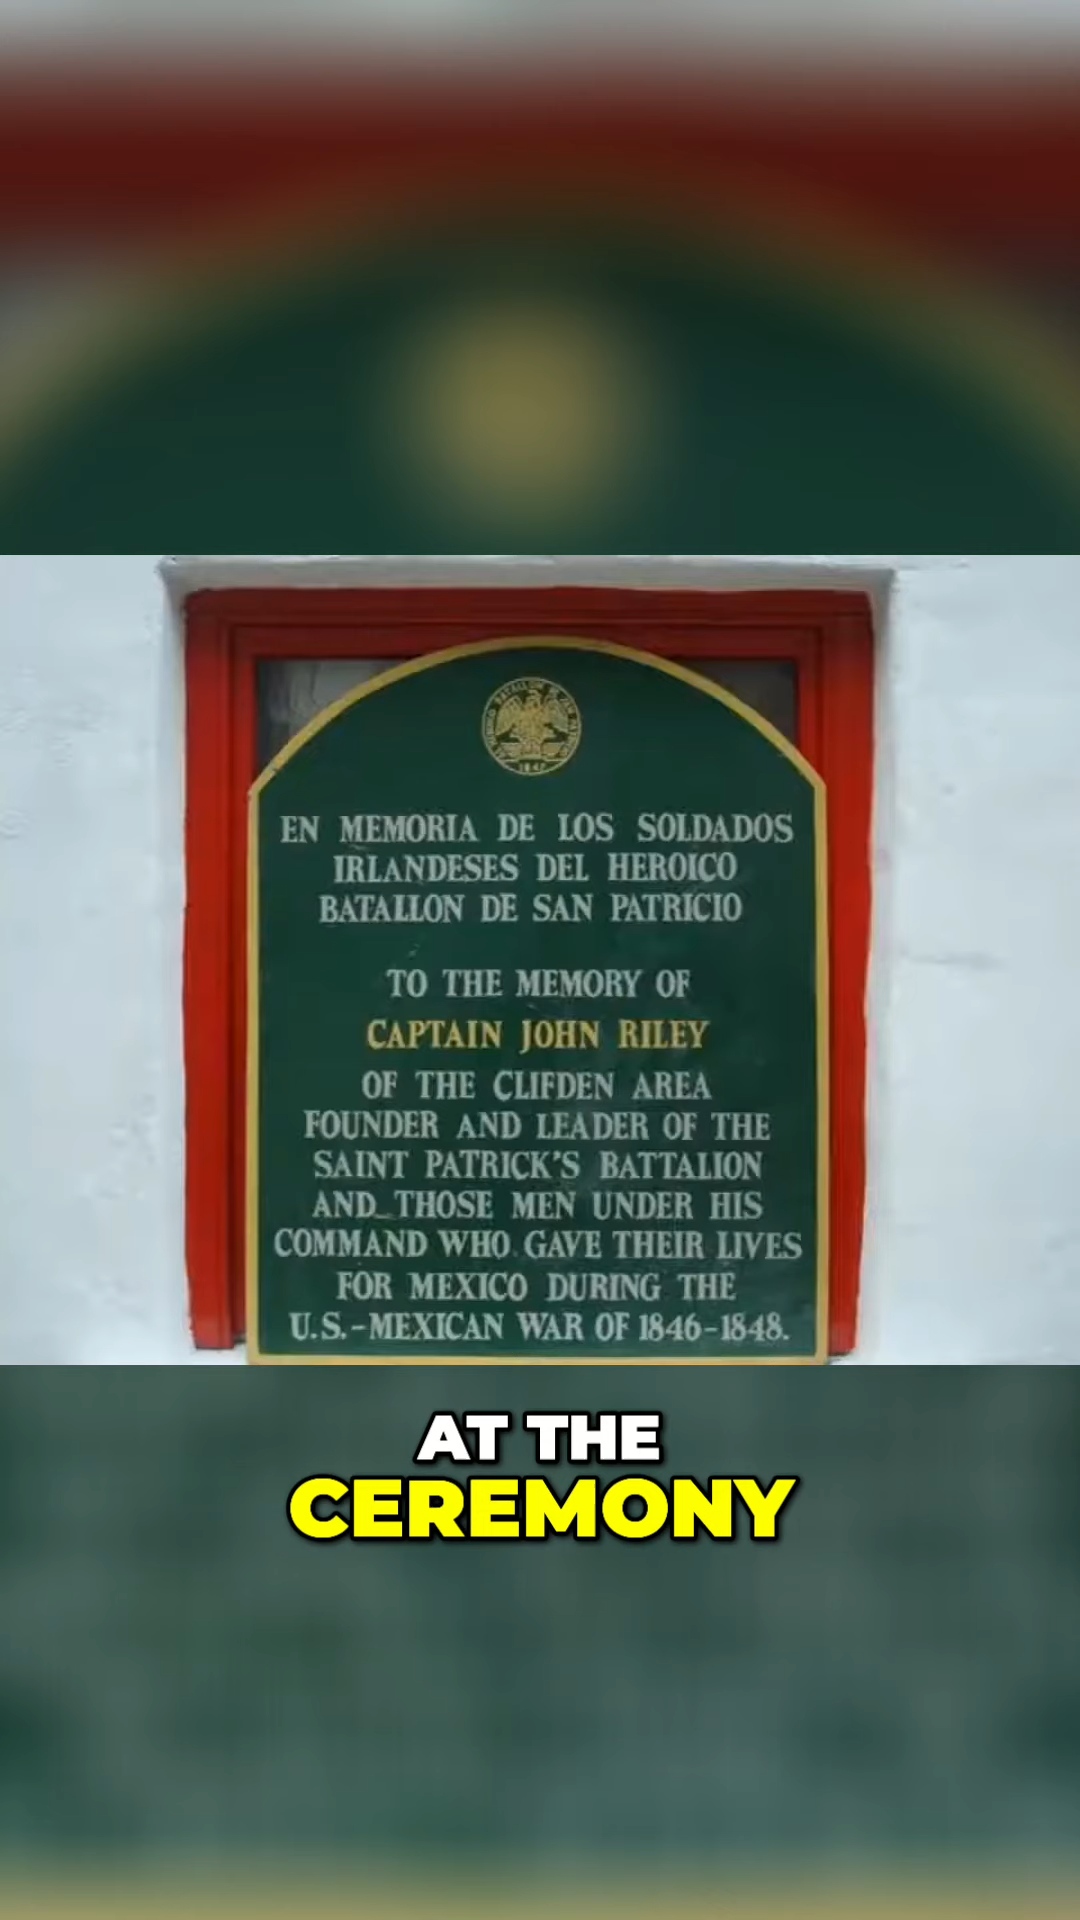 EN MEMORIA DE LOS SOLDADOS
IRLANDESES DEL HEROICO
BATALLON DE SAN PATRICIO
TO THE MEMORY OF
CAPTAIN JOHN RILEY
OF THE CLIFDEN AREA
FOUNDER AND LEADER OF THE
SAINT PATRICK'S BATTALION
AND THOSE MEN UNDER HIS
COMMAND WHO GAVE THEIR LIVES
FOR MEXICO DURING THE
U.S.-MEXICAN WAR OF 1846-1848.
AT THE
CEREMONY